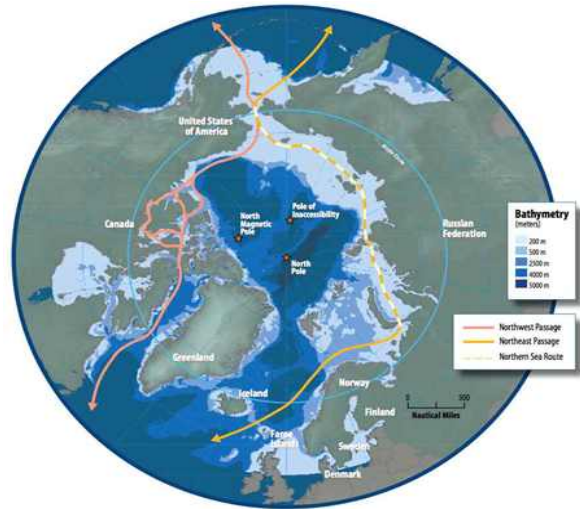 United States
of America
Arctic Circle
Canada
North
Magnetic
Pole
Pole of
Inaccessibility
Russian
Federation
North
Pole
Greenland
Iceland
Norway
Finland
Faroe
Islands
Sweden
Denmark
Bathymetry
(meters)
200 m
500 m
2500 m
4000 m
5000 m
Northwest Passage
Northeast Passage
Northern Sea Route
0
500
Nautical Miles